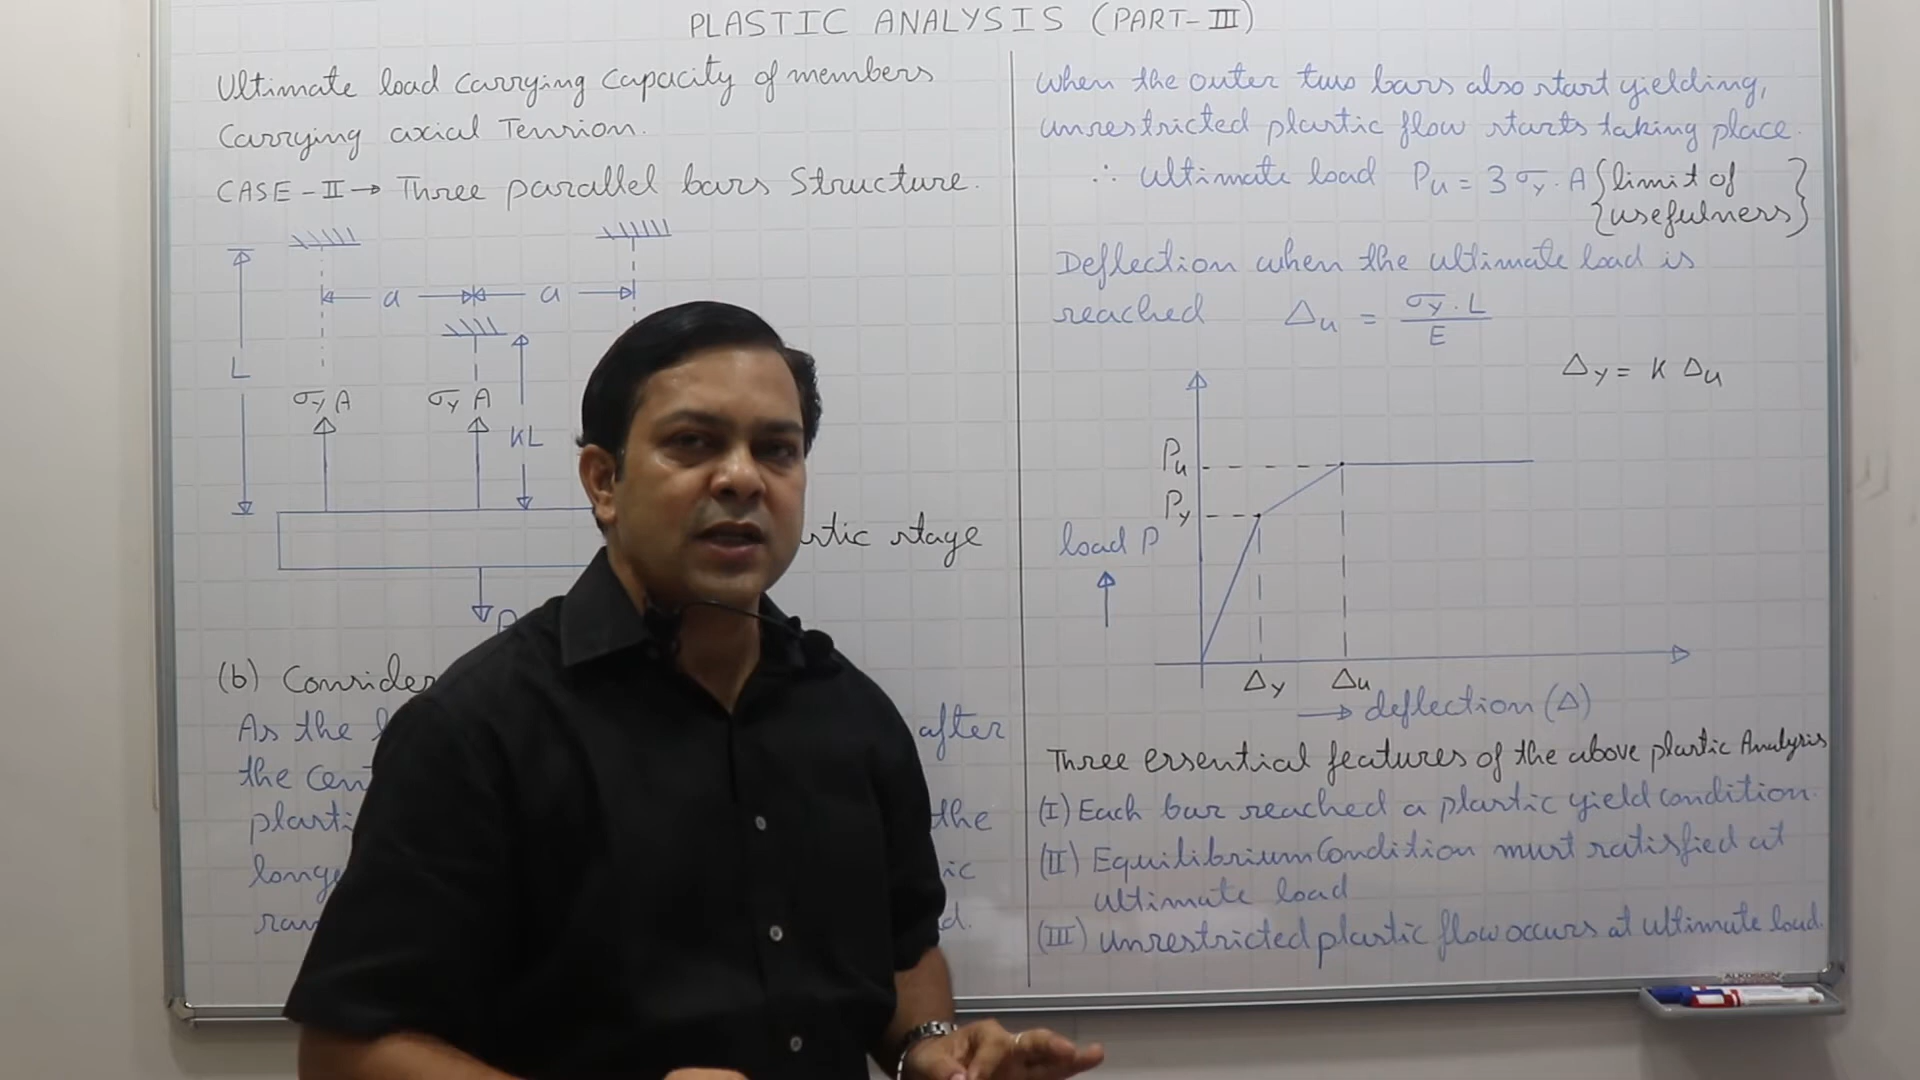 PLASTIC ANALYSIS (PART-III)
Ultimate load carrying capacity of members
carrying axial Tension.
CASE-II → Three parallel bars Structure.
a a
L
σy A σy A
KL
stage
P
(b) Consider
As the after
the
the
d.
When the outer two bars also start yielding,
unrestricted plastic flow starts taking place.
∴ Ultimate load Pu = 3 σy . A {limit of
usefulness}
Deflection when the ultimate load is
reached Δu = σy . L / E
Δy = K Δu
Pu
Py
load P
Δy Δu
→ deflection (Δ)
Three essential features of the above plastic Analysis
(I) Each bar reached a plastic yield condition.
(II) Equilibrium Condition must satisfied at
ultimate load
(III) Unrestricted plastic flow occurs at ultimate load.
ALKOSIGN